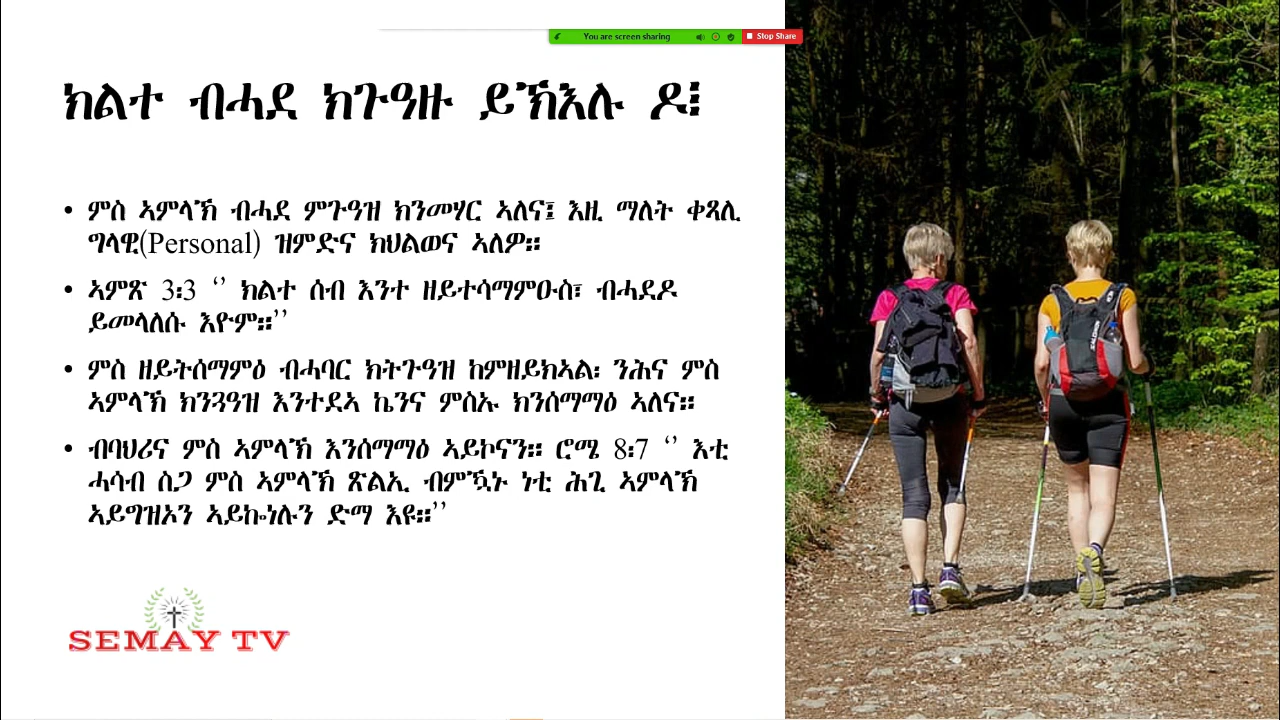 You are screen sharing
Stop Share
ክልተ ብሓደ ክጉዓዙ ይኽእሉ ዶ፧
• ምስ ኣምላኽ ብሓደ ምጉዓዝ ክንመሃር ኣለና፤ እዚ ማለት ቀጻሊ
ግላዊ(Personal) ዝምድና ክህልወና ኣለዎ።
• ኣምጽ 3፡3 ‘’ ክልተ ሰብ እንተ ዘይተሳማምዑስ፣ ብሓደዶ
ይመላለሱ እዮም።’’
• ምስ ዘይትሰማምዕ ብሓባር ክትጉዓዝ ከምዘይክኣል፡ ንሕና ምስ
ኣምላኽ ክንጓዓዝ እንተደኣ ኬንና ምስኡ ክንሰማማዕ ኣለና።
• ብባህሪና ምስ ኣምላኽ እንሰማማዕ ኣይኮናን። ሮሜ 8፡7 ‘’ እቲ
ሓሳብ ስጋ ምስ ኣምላኽ ጽልኢ ብምዃኑ ነቲ ሕጊ ኣምላኽ
ኣይግዝኦን ኣይኰነሉን ድማ እዩ።’’
SEMAY TV